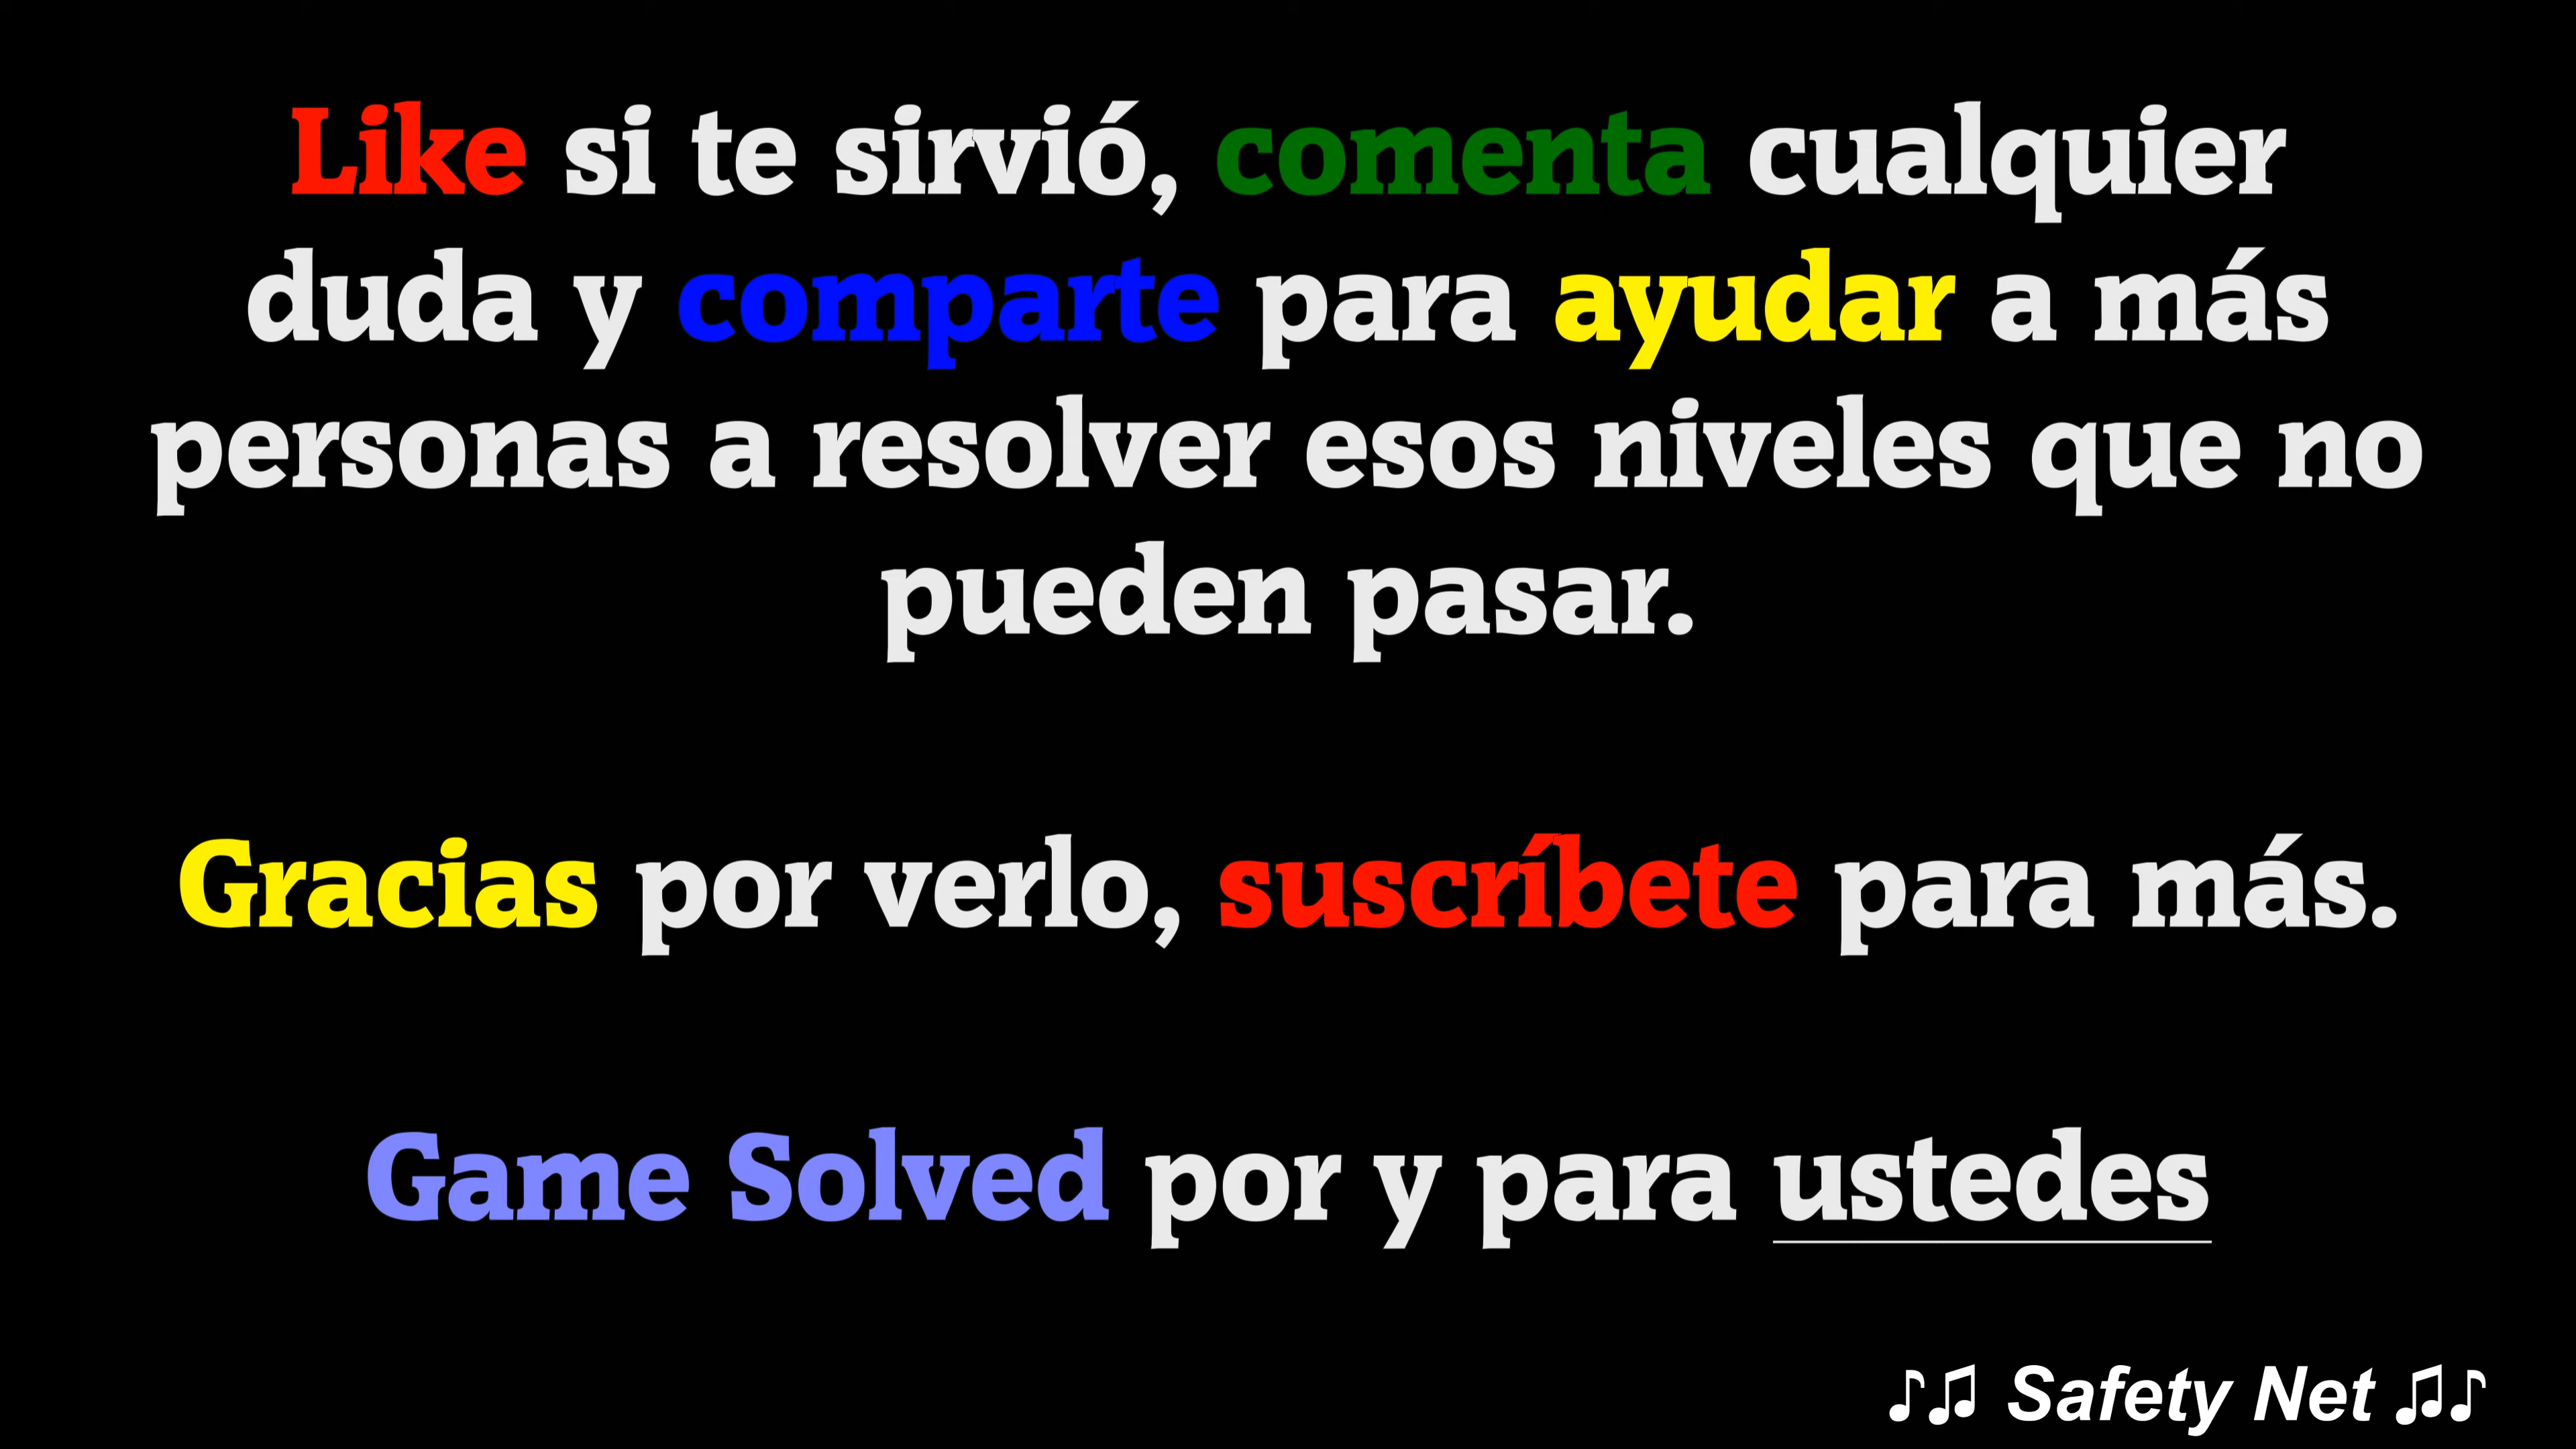 Like si te sirvió, comenta cualquier
duda y comparte para ayudar a más
personas a resolver esos niveles que no
pueden pasar.
Gracias por verlo, suscríbete para más.
Game Solved por y para ustedes
♪♫ Safety Net ♫♪